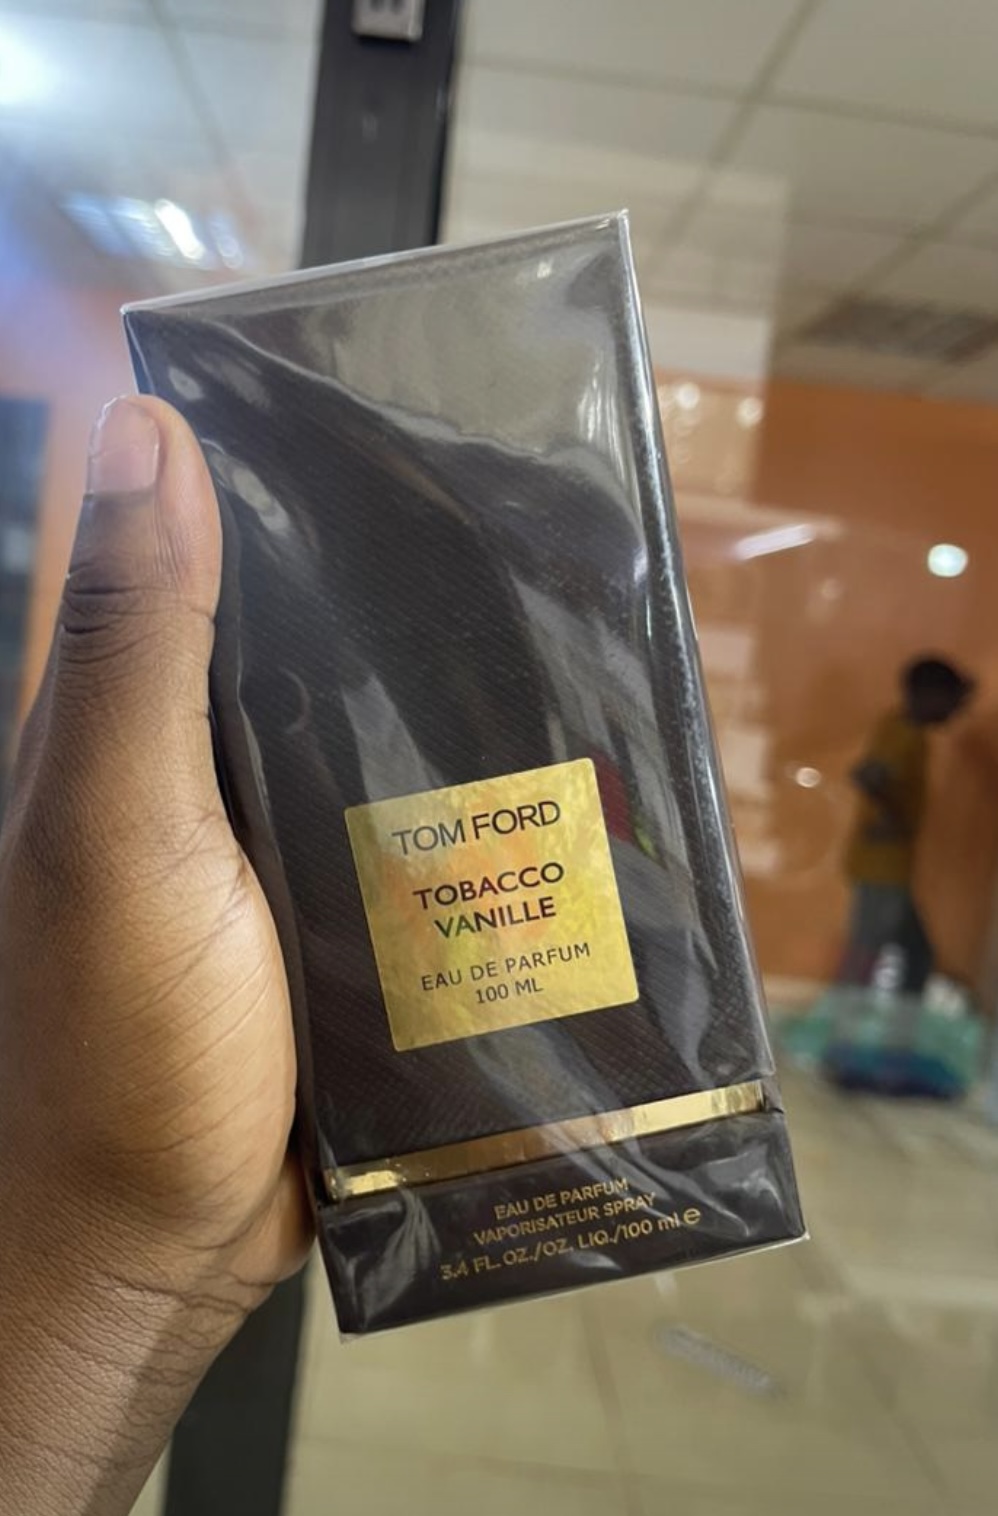 TOM FORD
TOBACCO
VANILLE
EAU DE PARFUM
100 ML
EAU DE PARFUM
VAPORISATEUR SPRAY
3.4 FL. OZ./OZ. LIQ./100 ml ℮